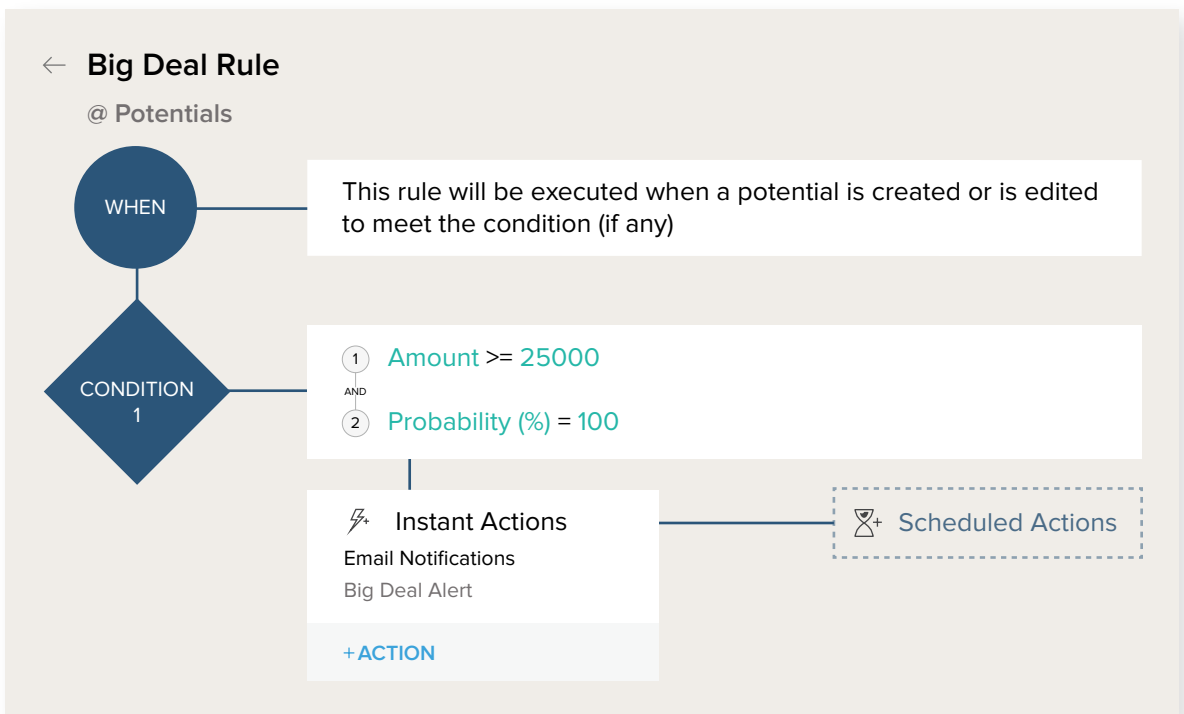 Big Deal Rule
@ Potentials
WHEN
This rule will be executed when a potential is created or is edited
to meet the condition (if any)
CONDITION
1
1 Amount >= 25000
AND
2 Probability (%) = 100
Instant Actions
Email Notifications
Big Deal Alert
+ ACTION
Scheduled Actions